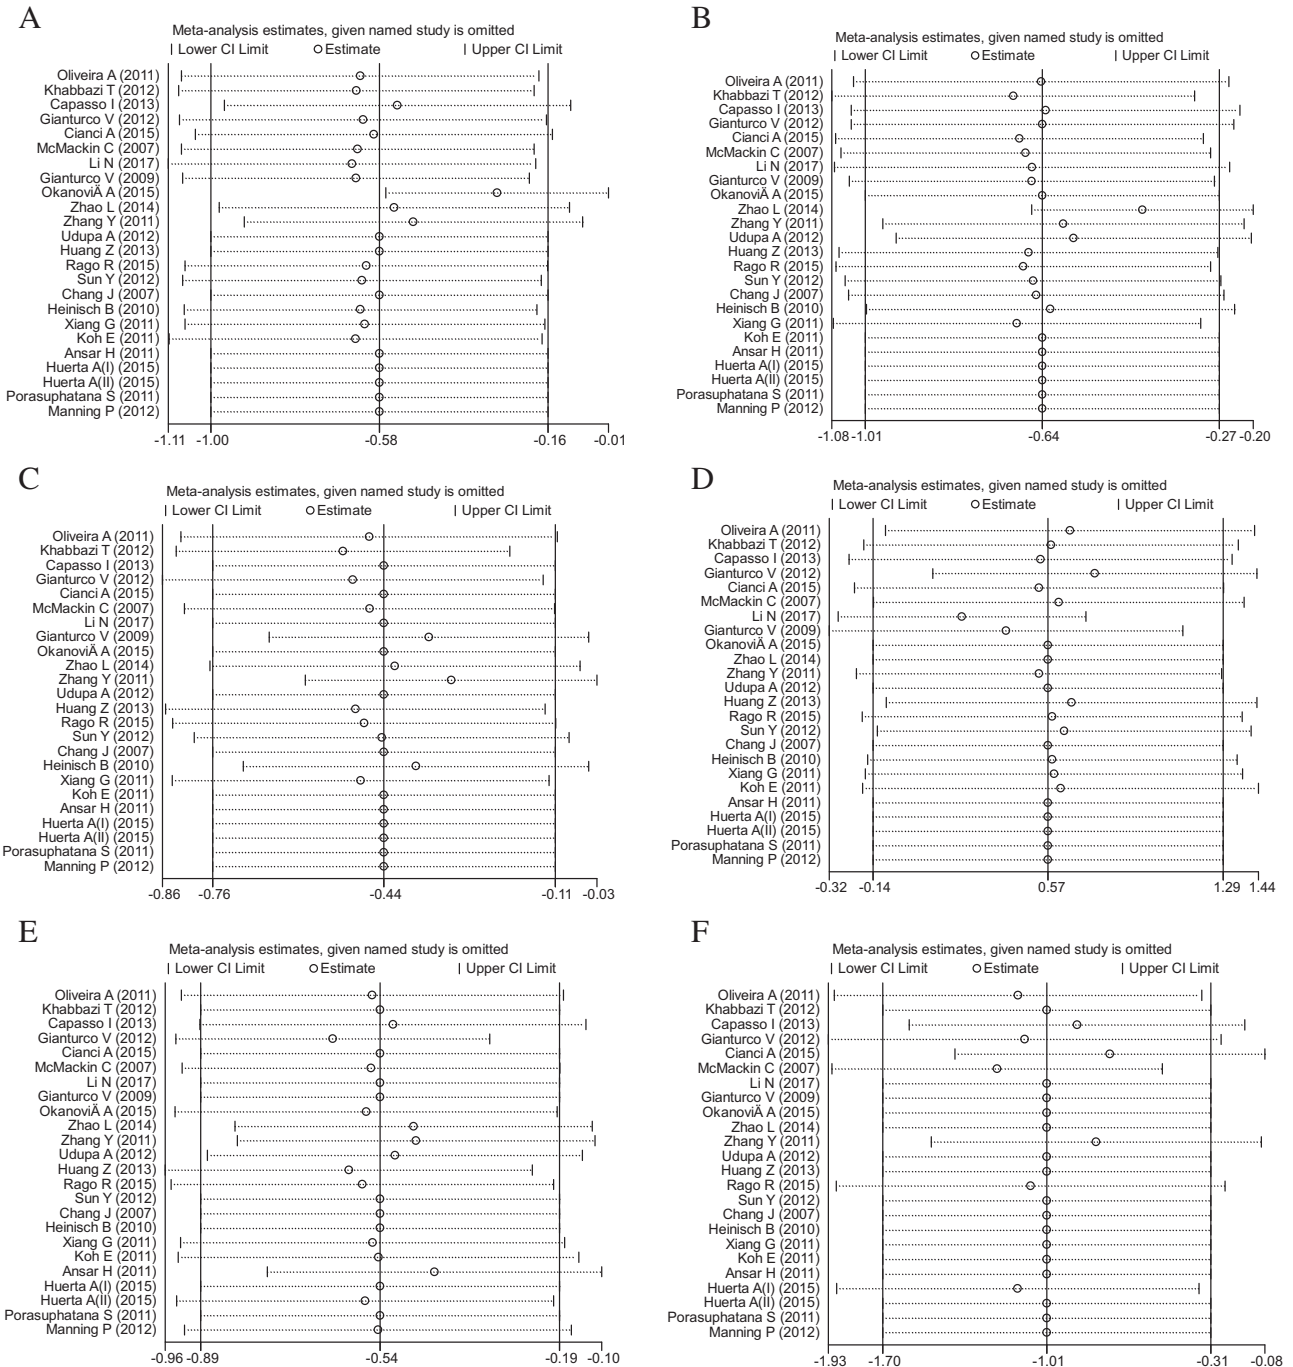 A
Meta-analysis estimates, given named study is omitted
Lower CI Limit Estimate Upper CI Limit
Oliveira A (2011)
Khabbazi T (2012)
Capasso I (2013)
Gianturco V (2012)
Cianci A (2015)
McMackin C (2007)
Li N (2017)
Gianturco V (2009)
OkanoviÄ A (2015)
Zhao L (2014)
Zhang Y (2011)
Udupa A (2012)
Huang Z (2013)
Rago R (2015)
Sun Y (2012)
Chang J (2007)
Heinisch B (2010)
Xiang G (2011)
Koh E (2011)
Ansar H (2011)
Huerta A(I) (2015)
Huerta A(II) (2015)
Porasuphatana S (2011)
Manning P (2012)
-1.11 -1.00 -0.58 -0.16 -0.01
B
Meta-analysis estimates, given named study is omitted
Lower CI Limit Estimate Upper CI Limit
Oliveira A (2011)
Khabbazi T (2012)
Capasso I (2013)
Gianturco V (2012)
Cianci A (2015)
McMackin C (2007)
Li N (2017)
Gianturco V (2009)
OkanoviÄ A (2015)
Zhao L (2014)
Zhang Y (2011)
Udupa A (2012)
Huang Z (2013)
Rago R (2015)
Sun Y (2012)
Chang J (2007)
Heinisch B (2010)
Xiang G (2011)
Koh E (2011)
Ansar H (2011)
Huerta A(I) (2015)
Huerta A(II) (2015)
Porasuphatana S (2011)
Manning P (2012)
-1.08 -1.01 -0.64 -0.27 -0.20
C
Meta-analysis estimates, given named study is omitted
Lower CI Limit Estimate Upper CI Limit
Oliveira A (2011)
Khabbazi T (2012)
Capasso I (2013)
Gianturco V (2012)
Cianci A (2015)
McMackin C (2007)
Li N (2017)
Gianturco V (2009)
OkanoviÄ A (2015)
Zhao L (2014)
Zhang Y (2011)
Udupa A (2012)
Huang Z (2013)
Rago R (2015)
Sun Y (2012)
Chang J (2007)
Heinisch B (2010)
Xiang G (2011)
Koh E (2011)
Ansar H (2011)
Huerta A(I) (2015)
Huerta A(II) (2015)
Porasuphatana S (2011)
Manning P (2012)
-0.86 -0.76 -0.44 -0.11 -0.03
D
Meta-analysis estimates, given named study is omitted
Lower CI Limit Estimate Upper CI Limit
Oliveira A (2011)
Khabbazi T (2012)
Capasso I (2013)
Gianturco V (2012)
Cianci A (2015)
McMackin C (2007)
Li N (2017)
Gianturco V (2009)
OkanoviÄ A (2015)
Zhao L (2014)
Zhang Y (2011)
Udupa A (2012)
Huang Z (2013)
Rago R (2015)
Sun Y (2012)
Chang J (2007)
Heinisch B (2010)
Xiang G (2011)
Koh E (2011)
Ansar H (2011)
Huerta A(I) (2015)
Huerta A(II) (2015)
Porasuphatana S (2011)
Manning P (2012)
-0.32 -0.14 0.57 1.29 1.44
E
Meta-analysis estimates, given named study is omitted
Lower CI Limit Estimate Upper CI Limit
Oliveira A (2011)
Khabbazi T (2012)
Capasso I (2013)
Gianturco V (2012)
Cianci A (2015)
McMackin C (2007)
Li N (2017)
Gianturco V (2009)
OkanoviÄ A (2015)
Zhao L (2014)
Zhang Y (2011)
Udupa A (2012)
Huang Z (2013)
Rago R (2015)
Sun Y (2012)
Chang J (2007)
Heinisch B (2010)
Xiang G (2011)
Koh E (2011)
Ansar H (2011)
Huerta A(I) (2015)
Huerta A(II) (2015)
Porasuphatana S (2011)
Manning P (2012)
-0.96 -0.89 -0.54 -0.19 -0.10
F
Meta-analysis estimates, given named study is omitted
Lower CI Limit Estimate Upper CI Limit
Oliveira A (2011)
Khabbazi T (2012)
Capasso I (2013)
Gianturco V (2012)
Cianci A (2015)
McMackin C (2007)
Li N (2017)
Gianturco V (2009)
OkanoviÄ A (2015)
Zhao L (2014)
Zhang Y (2011)
Udupa A (2012)
Huang Z (2013)
Rago R (2015)
Sun Y (2012)
Chang J (2007)
Heinisch B (2010)
Xiang G (2011)
Koh E (2011)
Ansar H (2011)
Huerta A(I) (2015)
Huerta A(II) (2015)
Porasuphatana S (2011)
Manning P (2012)
-1.93 -1.70 -1.01 -0.31 -0.08